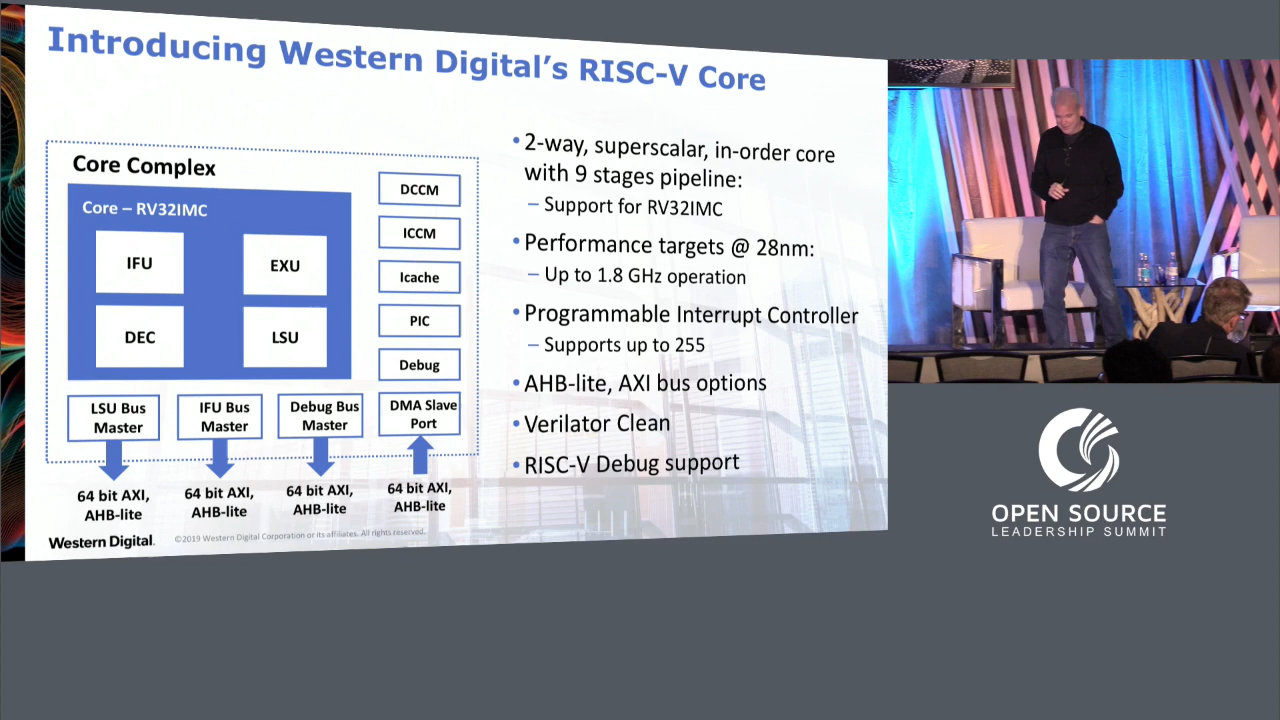 Introducing Western Digital's RISC-V Core
Core Complex
Core – RV32IMC
IFU
EXU
DEC
LSU
DCCM
ICCM
Icache
PIC
Debug
LSU Bus
Master
IFU Bus
Master
Debug Bus
Master
DMA Slave
Port
64 bit AXI,
AHB-lite
64 bit AXI,
AHB-lite
64 bit AXI,
AHB-lite
64 bit AXI,
AHB-lite
• 2-way, superscalar, in-order core
with 9 stages pipeline:
– Support for RV32IMC
• Performance targets @ 28nm:
– Up to 1.8 GHz operation
• Programmable Interrupt Controller
– Supports up to 255
• AHB-lite, AXI bus options
• Verilator Clean
• RISC-V Debug support
Western Digital.
©2019 Western Digital Corporation or its affiliates. All rights reserved.
OPEN SOURCE
LEADERSHIP SUMMIT